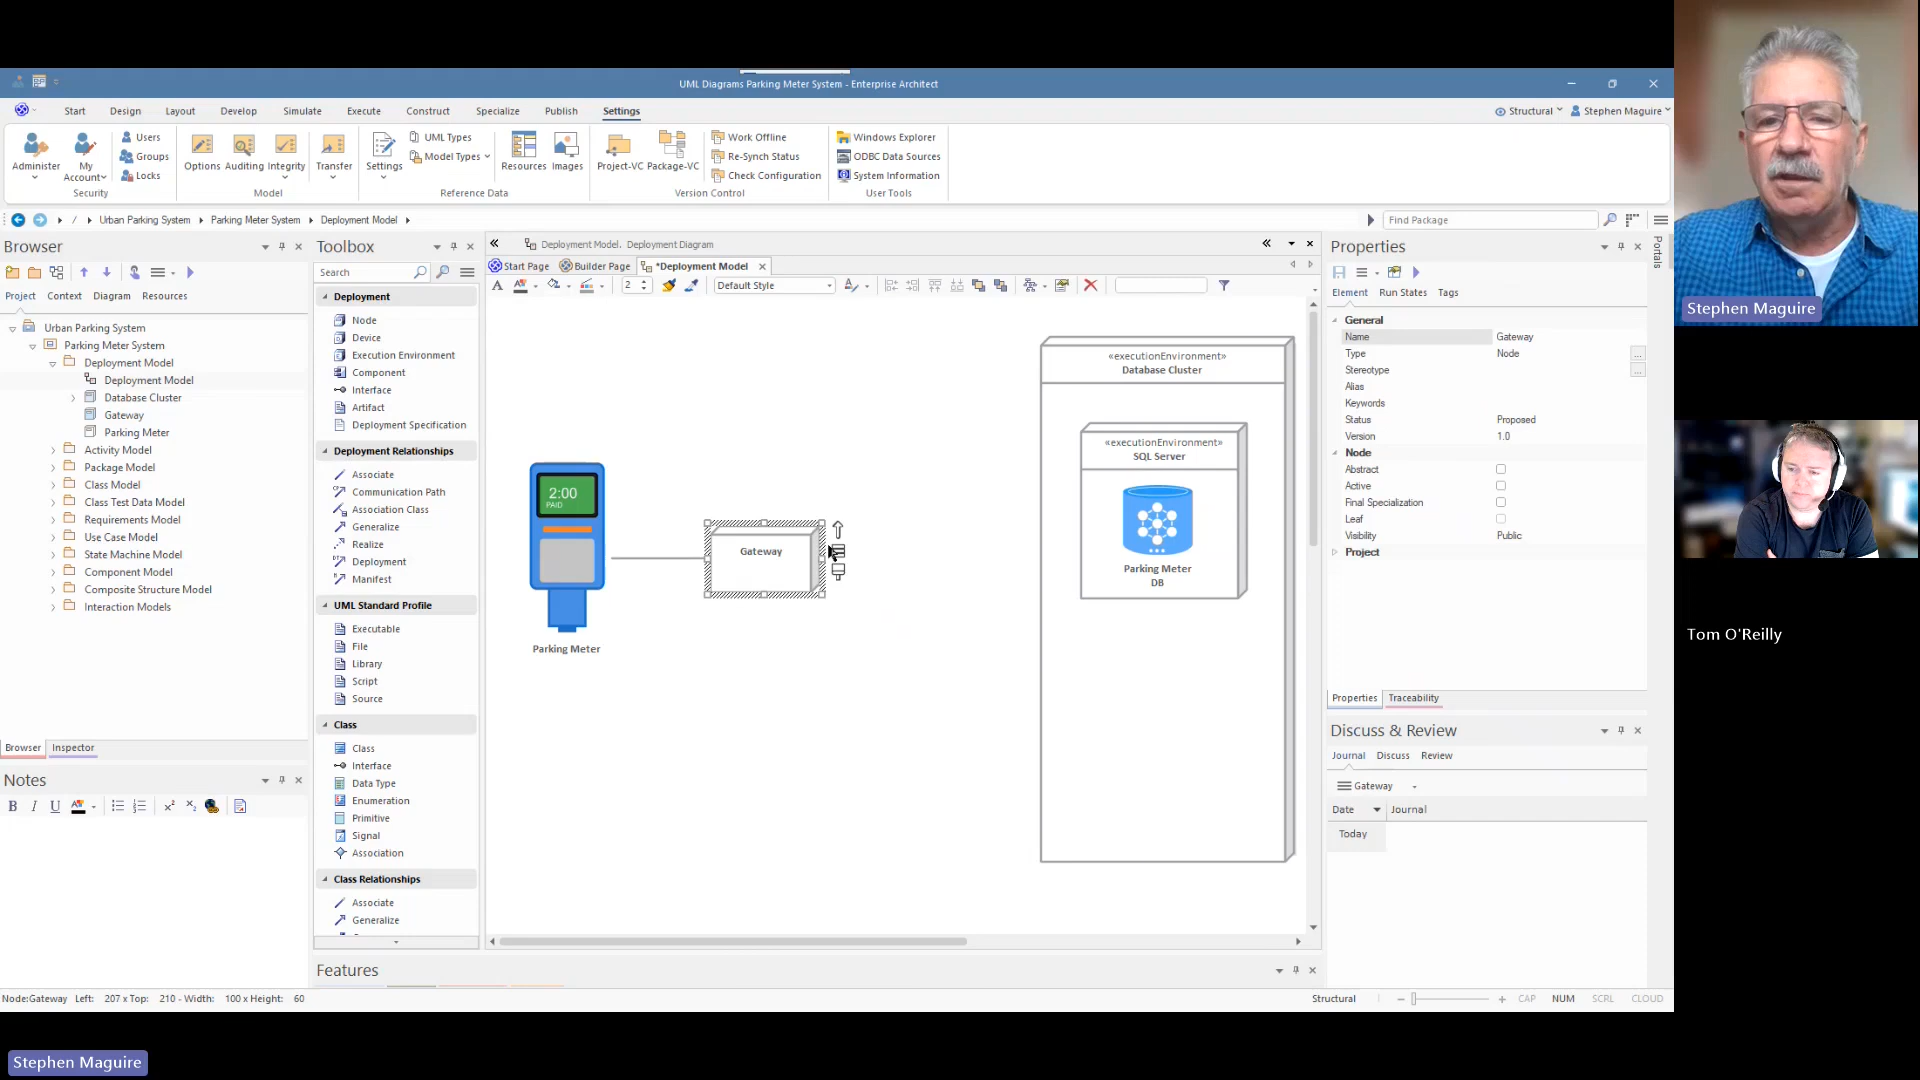 UML Diagrams Parking Meter System - Enterprise Architect
Start Design Layout Develop Simulate Execute Construct Specialize Publish Settings
Structural Stephen Maguire
Administer
My Account
Users
Groups
Locks
Security
Options Auditing Integrity
Transfer
Model
Settings
UML Types
Model Types
Resources Images
Reference Data
Project-VC Package-VC
Work Offline
Re-Synch Status
Check Configuration
Version Control
Windows Explorer
ODBC Data Sources
System Information
User Tools
/ Urban Parking System Parking Meter System Deployment Model
Find Package
Browser
Project Context Diagram Resources
Urban Parking System
Parking Meter System
Deployment Model
Deployment Model
Database Cluster
Gateway
Parking Meter
Activity Model
Package Model
Class Model
Class Test Data Model
Requirements Model
Use Case Model
State Machine Model
Component Model
Composite Structure Model
Interaction Models
Browser Inspector
Notes
B I U
Toolbox
Search
Deployment
Node
Device
Execution Environment
Component
Interface
Artifact
Deployment Specification
Deployment Relationships
Associate
Communication Path
Association Class
Generalize
Realize
Deployment
Manifest
UML Standard Profile
Executable
File
Library
Script
Source
Class
Class
Interface
Data Type
Enumeration
Primitive
Signal
Association
Class Relationships
Associate
Generalize
Deployment Model. Deployment Diagram
Start Page Builder Page *Deployment Model
2 Default Style
2:00
PAID
Parking Meter
Gateway
«executionEnvironment»
Database Cluster
«executionEnvironment»
SQL Server
Parking Meter
DB
Features
Properties
Element Run States Tags
General
Name Gateway
Type Node
Stereotype
Alias
Keywords
Status Proposed
Version 1.0
Node
Abstract
Active
Final Specialization
Leaf
Visibility Public
Project
Properties Traceability
Discuss & Review
Journal Discuss Review
Gateway
Date Journal
Today
Portals
Node:Gateway Left: 207 x Top: 210 - Width: 100 x Height: 60
Structural CAP NUM SCRL CLOUD
Stephen Maguire
Tom O'Reilly
Stephen Maguire